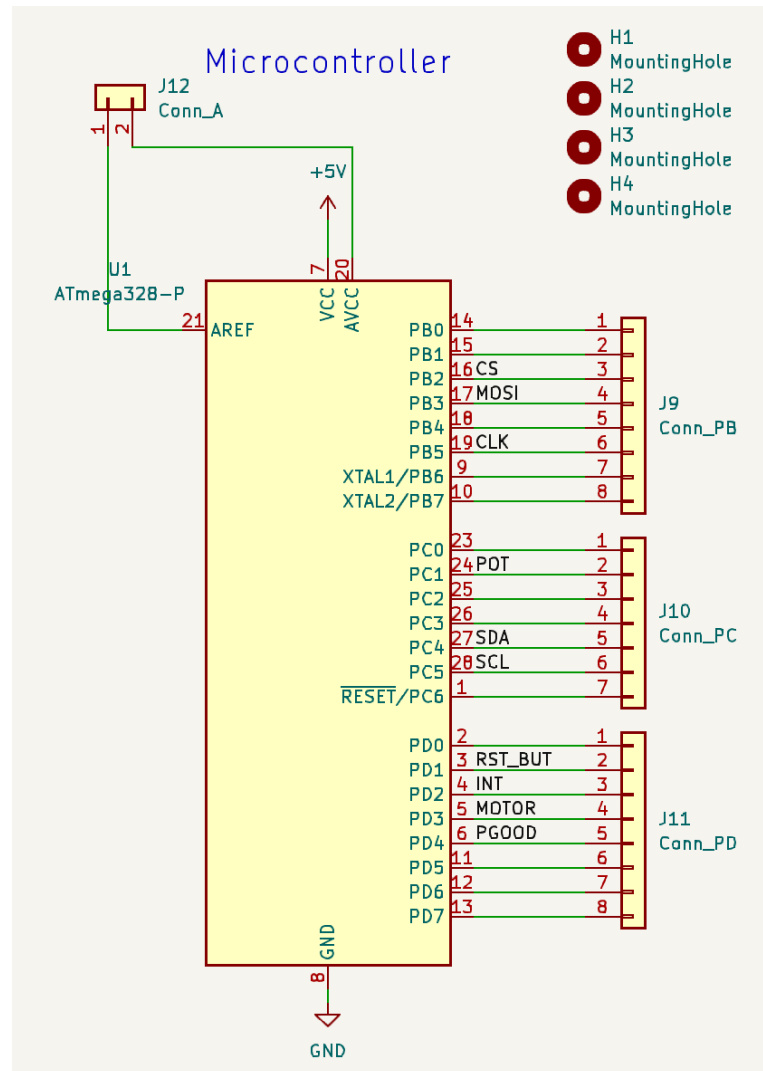 Microcontroller
H1
MountingHole
H2
MountingHole
H3
MountingHole
H4
MountingHole
J12
Conn_A
1
2
+5V
U1
ATmega328-P
7
20
VCC
AVCC
21
AREF
PB0 14 1
PB1 15 2
PB2 16 CS 3
PB3 17 MOSI 4
PB4 18 5
PB5 19 CLK 6
XTAL1/PB6 9 7
XTAL2/PB7 10 8
J9
Conn_PB
PC0 23 1
PC1 24 POT 2
PC2 25 3
PC3 26 4
PC4 27 SDA 5
PC5 28 SCL 6
RESET/PC6 1 7
J10
Conn_PC
PD0 2 1
PD1 3 RST_BUT 2
PD2 4 INT 3
PD3 5 MOTOR 4
PD4 6 PGOOD 5
PD5 11 6
PD6 12 7
PD7 13 8
J11
Conn_PD
GND
8
GND